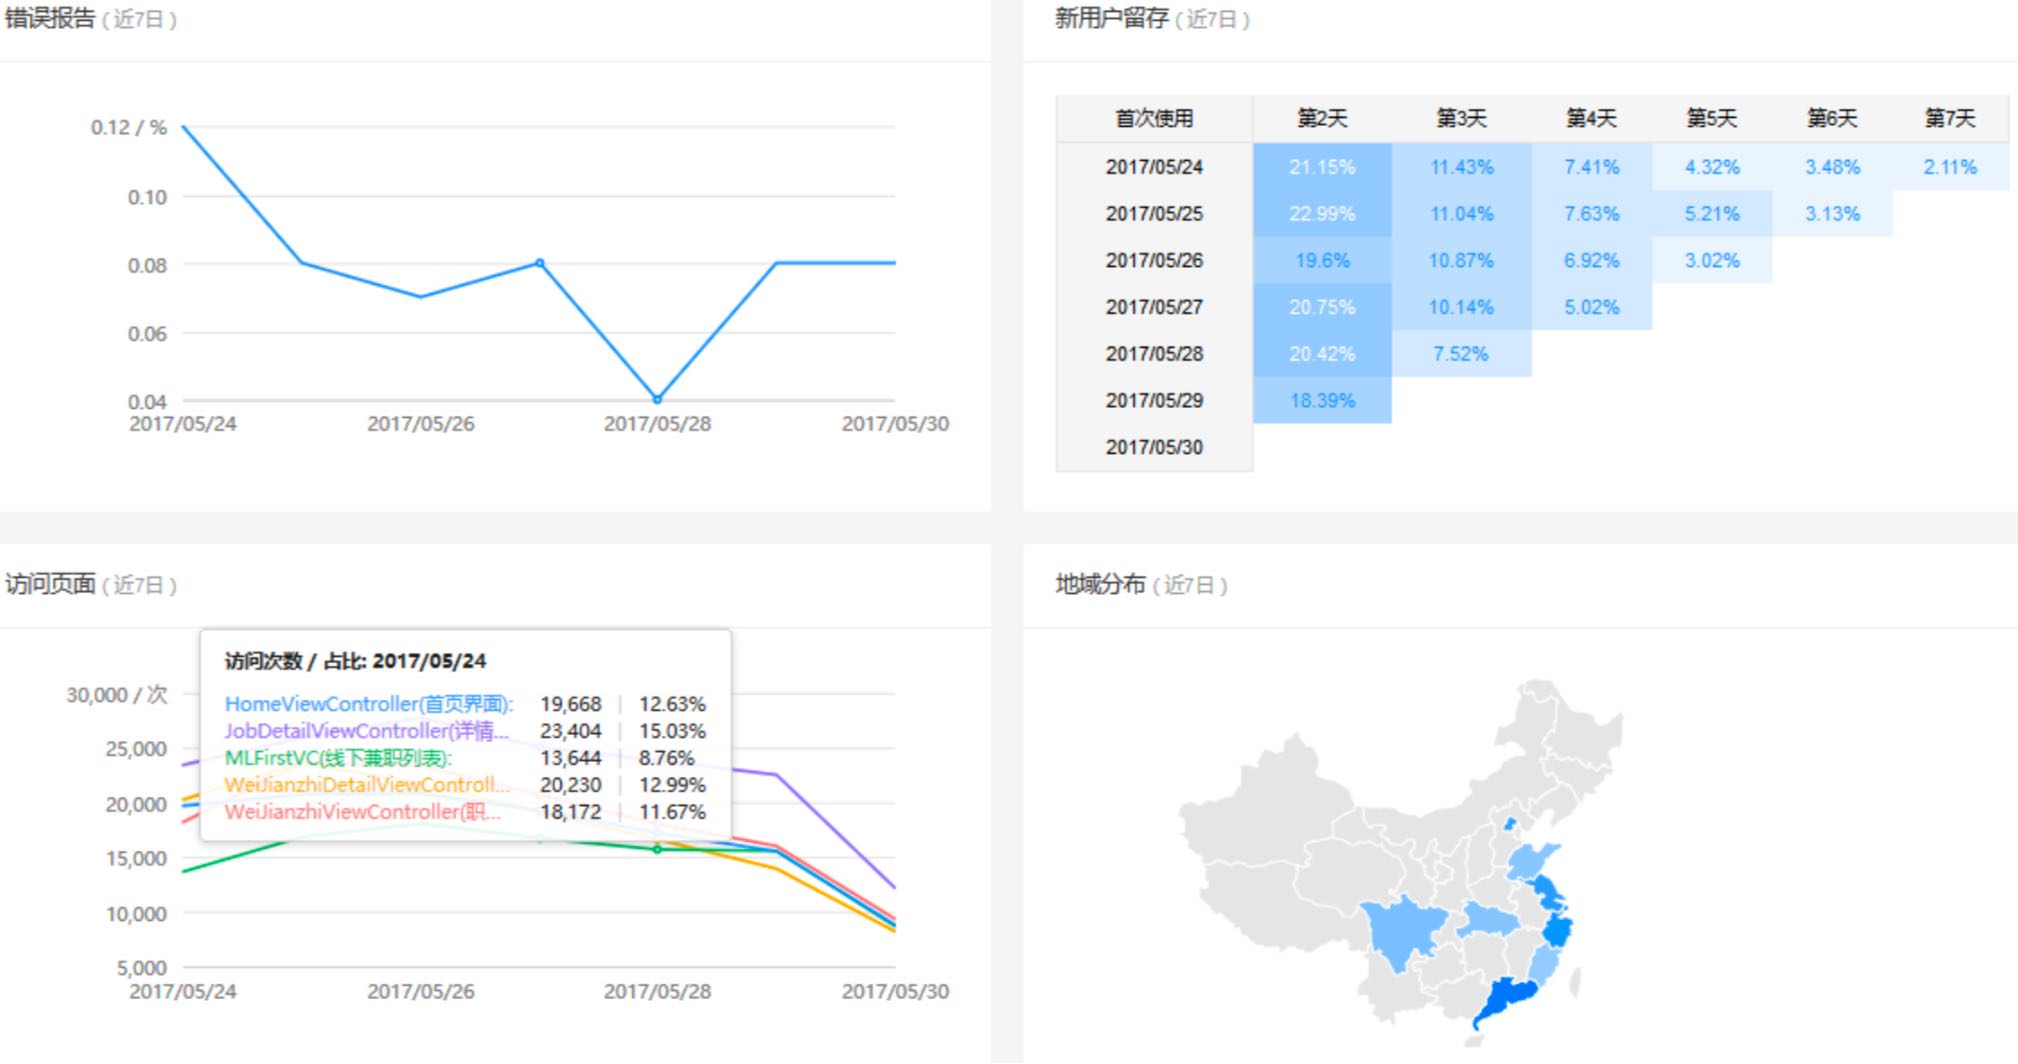 错误报告 ( 近7日 )
0.12 / %
0.10
0.08
0.06
0.04
2017/05/24 2017/05/26 2017/05/28 2017/05/30
新用户留存 ( 近7日 )
首次使用 第2天 第3天 第4天 第5天 第6天 第7天
2017/05/24 21.15% 11.43% 7.41% 4.32% 3.48% 2.11%
2017/05/25 22.99% 11.04% 7.63% 5.21% 3.13%
2017/05/26 19.6% 10.87% 6.92% 3.02%
2017/05/27 20.75% 10.14% 5.02%
2017/05/28 20.42% 7.52%
2017/05/29 18.39%
2017/05/30
访问页面 ( 近7日 )
30,000 / 次
25,000
20,000
15,000
10,000
5,000
访问次数 / 占比: 2017/05/24
HomeViewController(首页界面): 19,668 | 12.63%
JobDetailViewController(详情... 23,404 | 15.03%
MLFirstVC(线下兼职列表): 13,644 | 8.76%
WeiJianzhiDetailViewControll... 20,230 | 12.99%
WeiJianzhiViewController(职... 18,172 | 11.67%
2017/05/24 2017/05/26 2017/05/28 2017/05/30
地域分布 ( 近7日 )